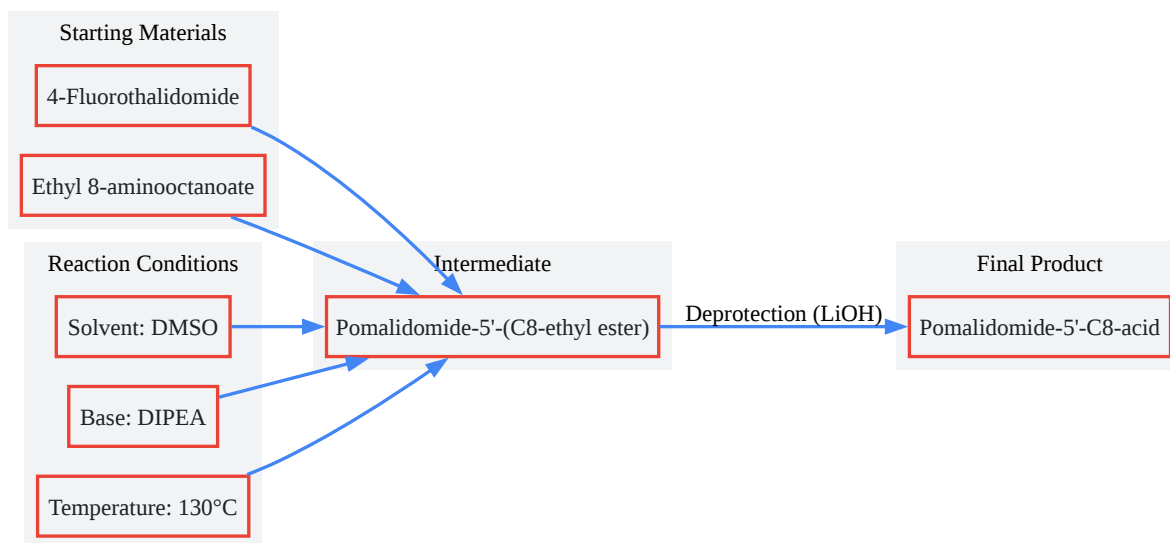 Starting Materials
4-Fluorothalidomide
Ethyl 8-aminooctanoate
Reaction Conditions
Solvent: DMSO
Base: DIPEA
Temperature: 130°C
Intermediate
Pomalidomide-5'-(C8-ethyl ester)
Deprotection (LiOH)
Final Product
Pomalidomide-5'-C8-acid